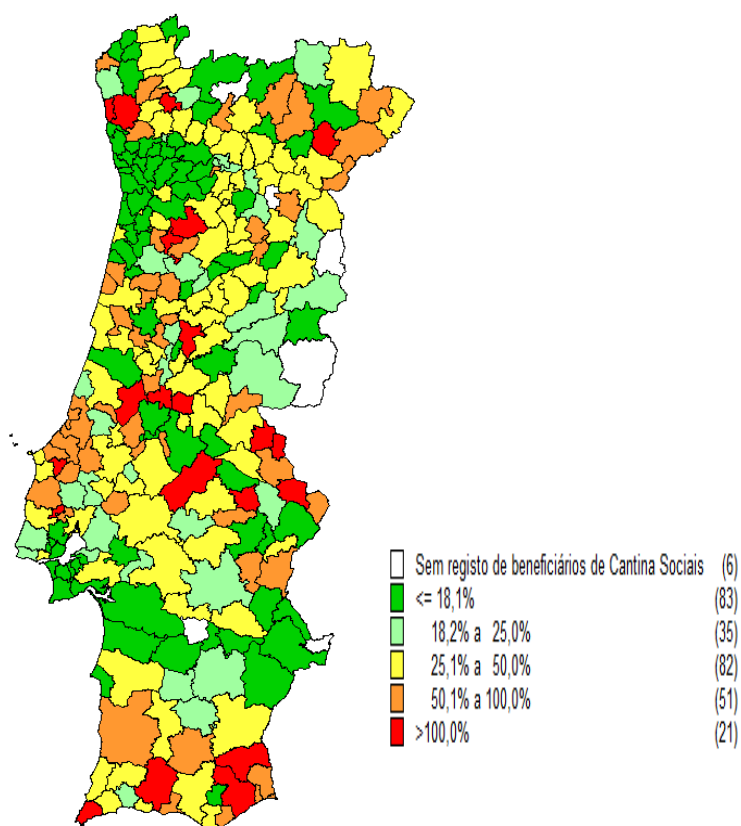 Sem registo de beneficiários de Cantina Sociais (6)
<= 18,1% (83)
18,2% a 25,0% (35)
25,1% a 50,0% (82)
50,1% a 100,0% (51)
>100,0% (21)